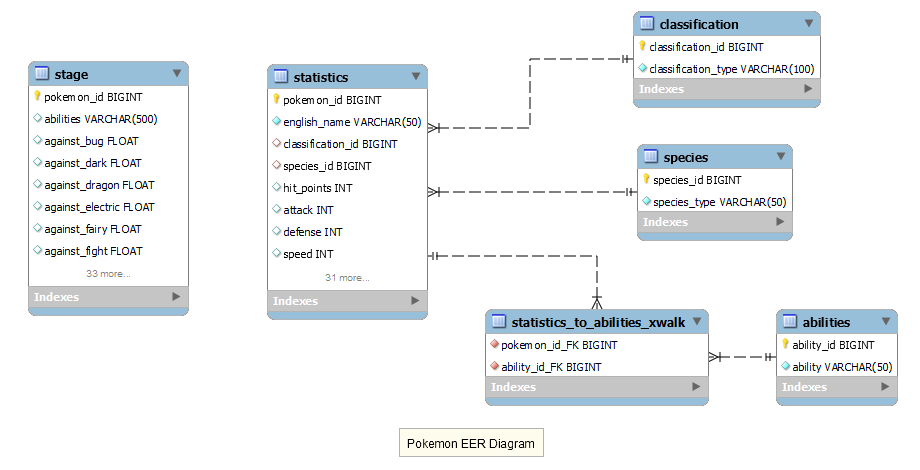 stage
pokemon_id BIGINT
abilities VARCHAR(500)
against_bug FLOAT
against_dark FLOAT
against_dragon FLOAT
against_electric FLOAT
against_fairy FLOAT
against_fight FLOAT
33 more...
Indexes
statistics
pokemon_id BIGINT
english_name VARCHAR(50)
classification_id BIGINT
species_id BIGINT
hit_points INT
attack INT
defense INT
speed INT
31 more...
Indexes
classification
classification_id BIGINT
classification_type VARCHAR(100)
Indexes
species
species_id BIGINT
species_type VARCHAR(50)
Indexes
statistics_to_abilities_xwalk
pokemon_id_FK BIGINT
ability_id_FK BIGINT
Indexes
abilities
ability_id BIGINT
ability VARCHAR(50)
Indexes
Pokemon EER Diagram